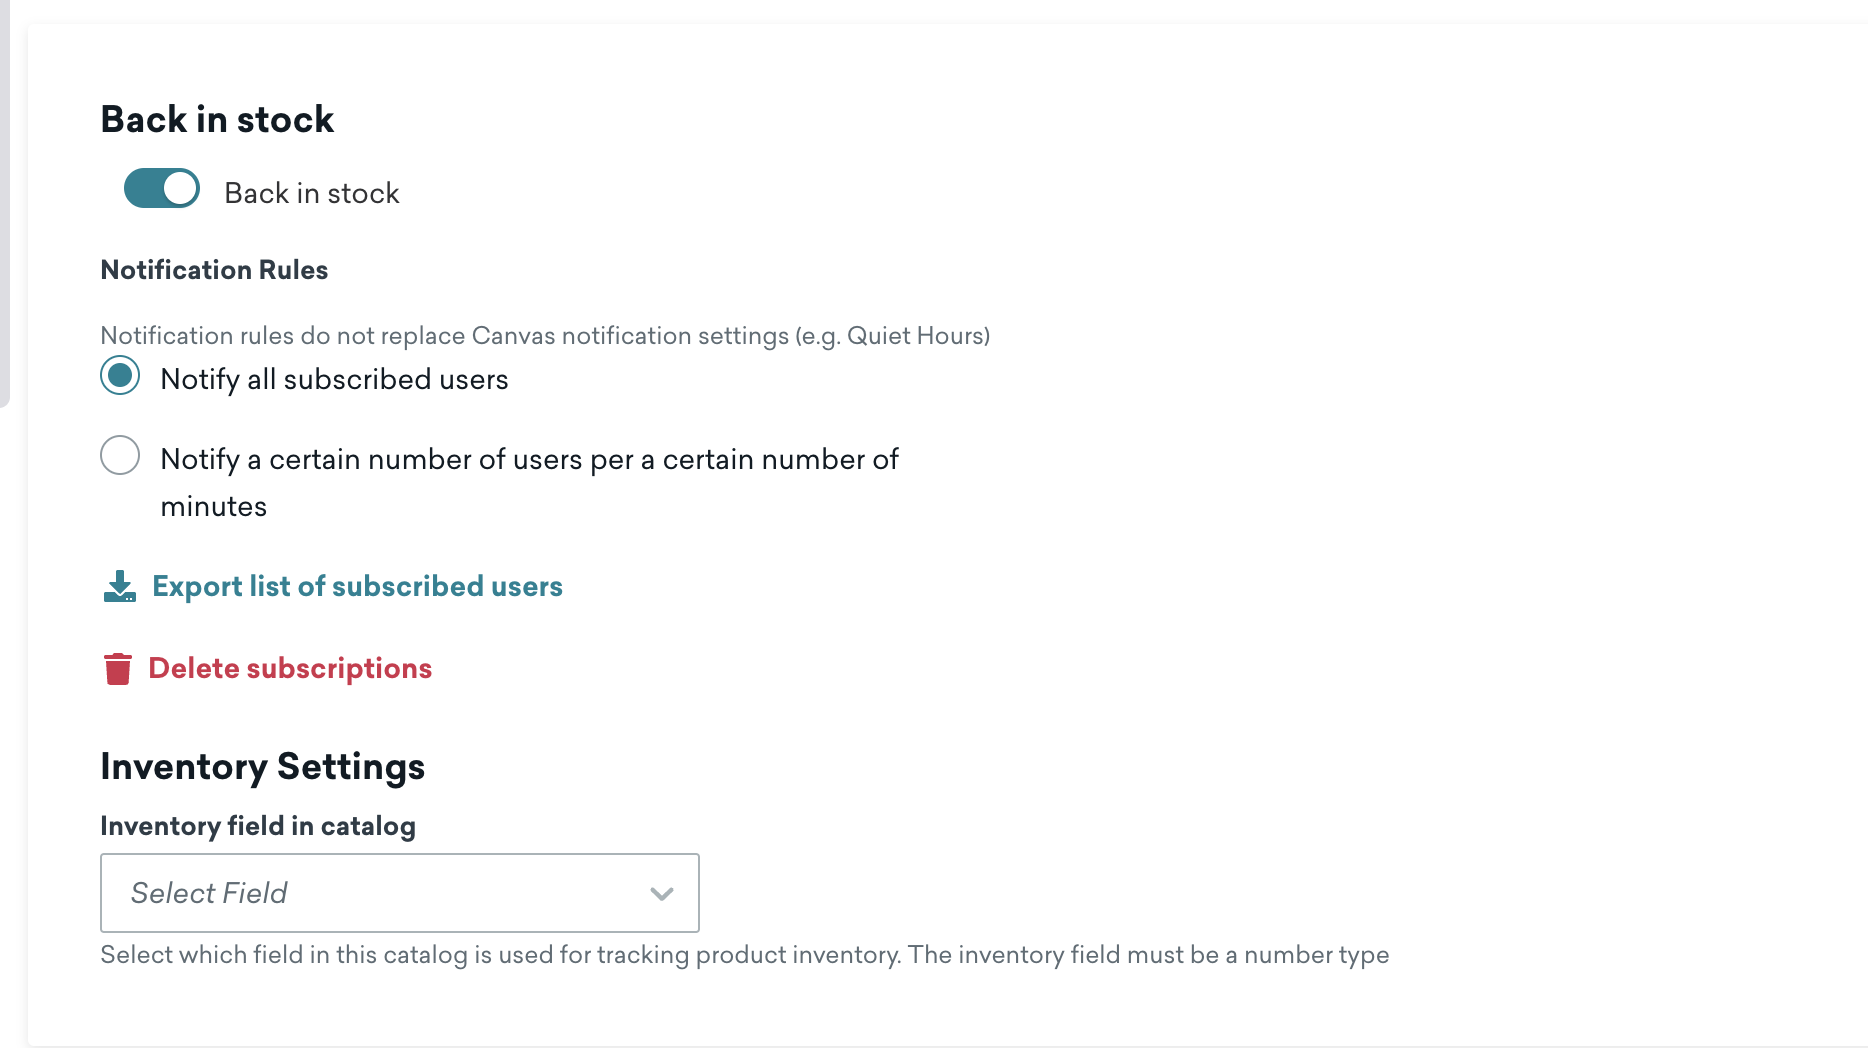 Back in stock
Back in stock
Notification Rules
Notification rules do not replace Canvas notification settings (e.g. Quiet Hours)
Notify all subscribed users
Notify a certain number of users per a certain number of
minutes
Export list of subscribed users
Delete subscriptions
Inventory Settings
Inventory field in catalog
Select Field
Select which field in this catalog is used for tracking product inventory. The inventory field must be a number type